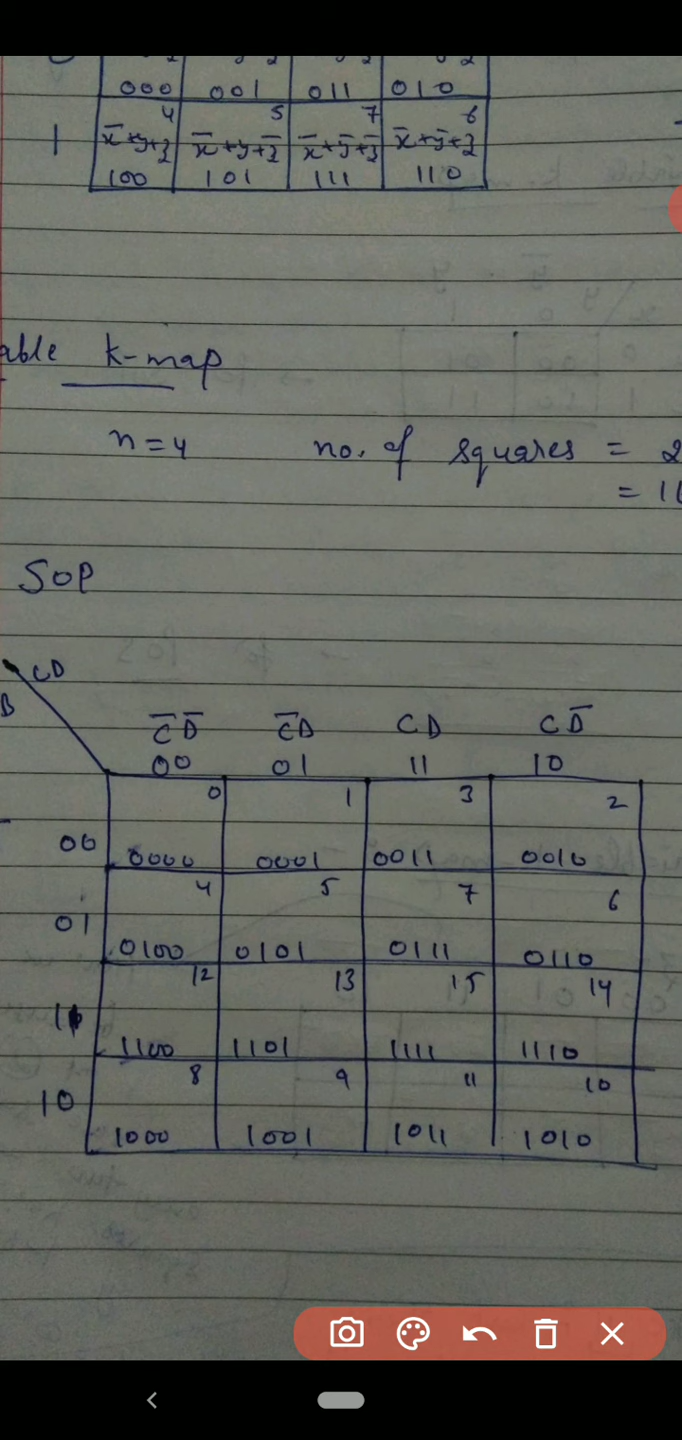 000 001 011 010
4 5 7 6
1 x̅+y+z x̅+y+z̅ x̅+y̅+z̅ x̅+y̅+z
100 101 111 110
able k-map
n=4 no. of squares = 2
= 16
SOP
CD
B
C̅D̅ C̅D CD CD̅
00 01 11 10
0 1 3 2
00 0000 0001 0011 0010
4 5 7 6
01 0100 0101 0111 0110
12 13 15 14
11 1100 1101 1111 1110
8 9 11 10
10 1000 1001 1011 1010